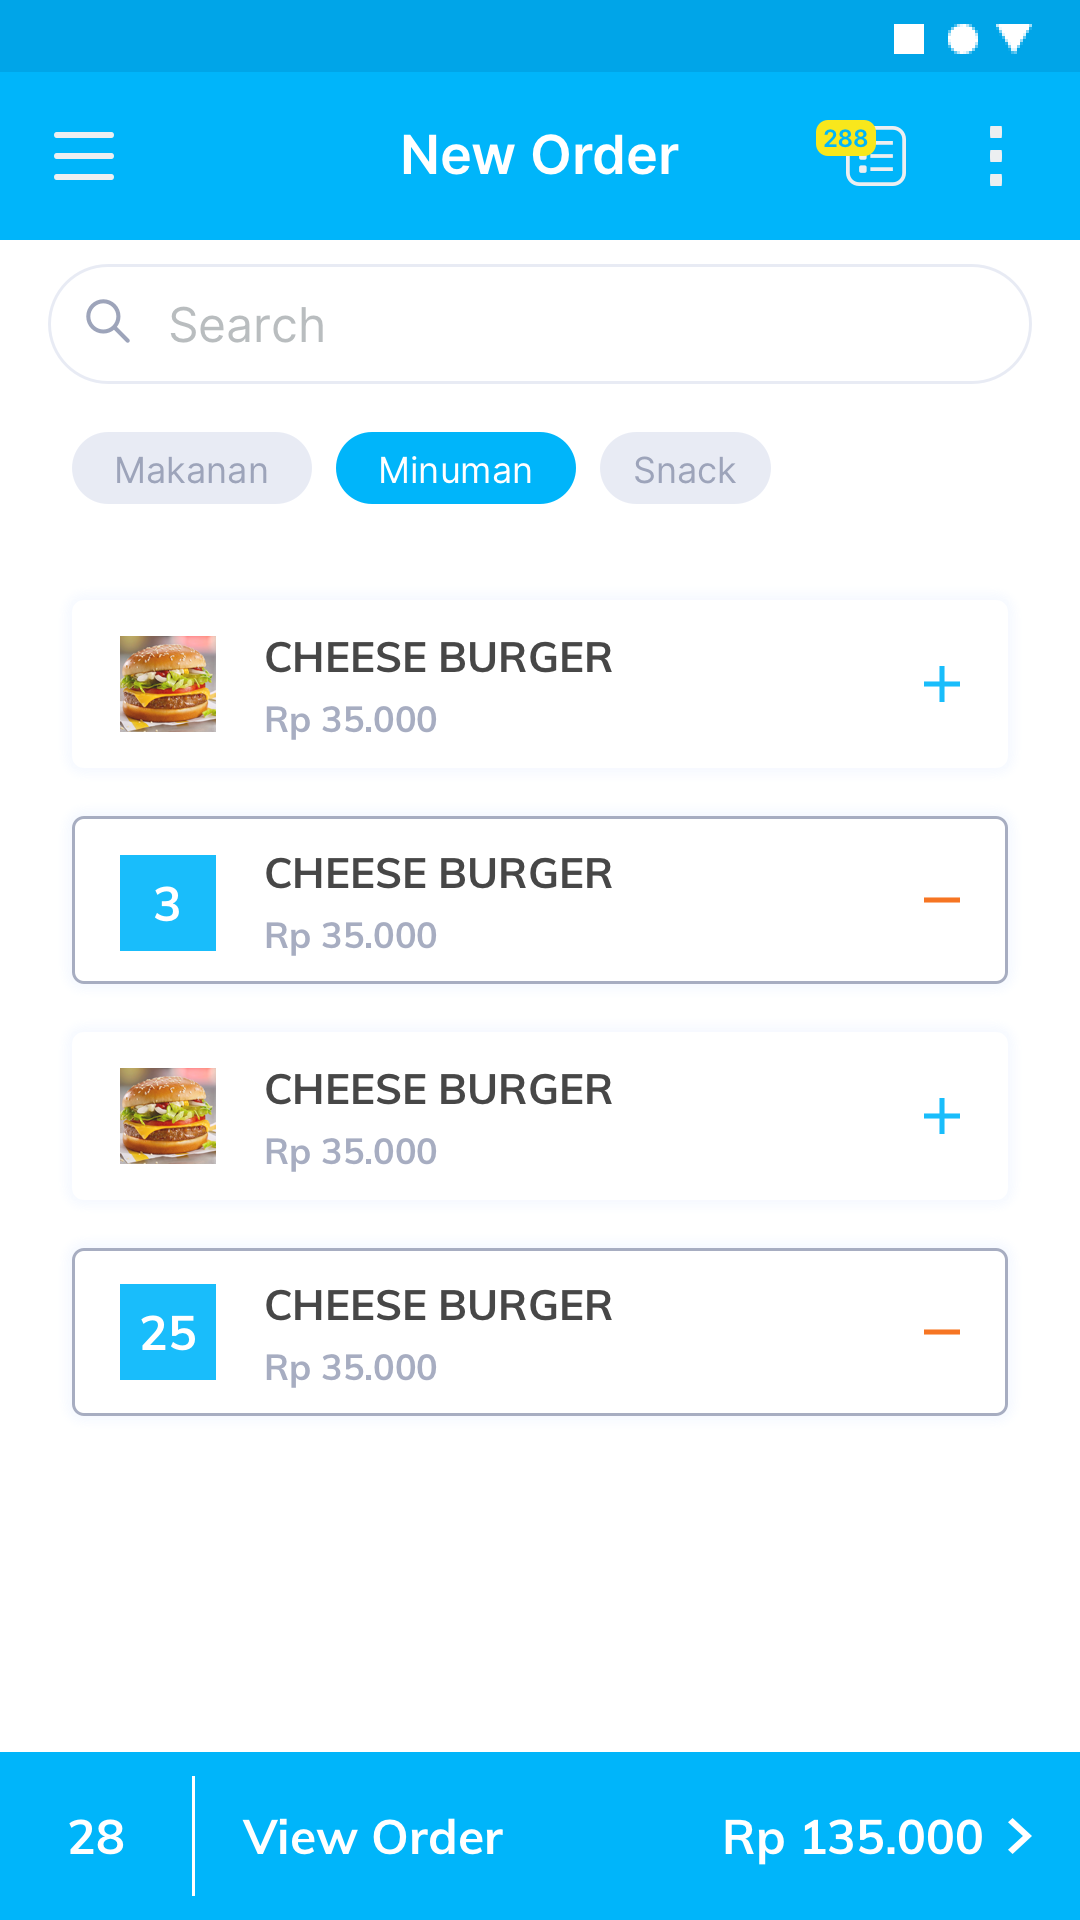 New Order
288
Search
Makanan
Minuman
Snack
CHEESE BURGER
Rp 35.000
3
CHEESE BURGER
Rp 35.000
CHEESE BURGER
Rp 35.000
25
CHEESE BURGER
Rp 35.000
28
View Order
Rp 135.000